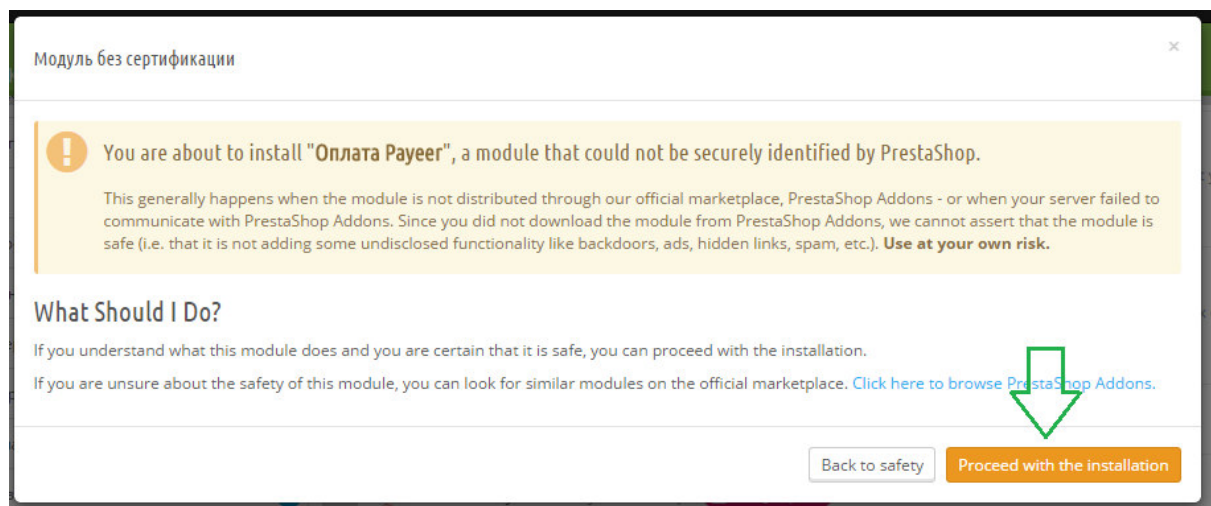 Модуль без сертификации
×
You are about to install "Оплата Payeer", a module that could not be securely identified by PrestaShop.
This generally happens when the module is not distributed through our official marketplace, PrestaShop Addons - or when your server failed to
communicate with PrestaShop Addons. Since you did not download the module from PrestaShop Addons, we cannot assert that the module is
safe (i.e. that it is not adding some undisclosed functionality like backdoors, ads, hidden links, spam, etc.). Use at your own risk.
What Should I Do?
If you understand what this module does and you are certain that it is safe, you can proceed with the installation.
If you are unsure about the safety of this module, you can look for similar modules on the official marketplace. Click here to browse PrestaShop Addons.
Back to safety Proceed with the installation